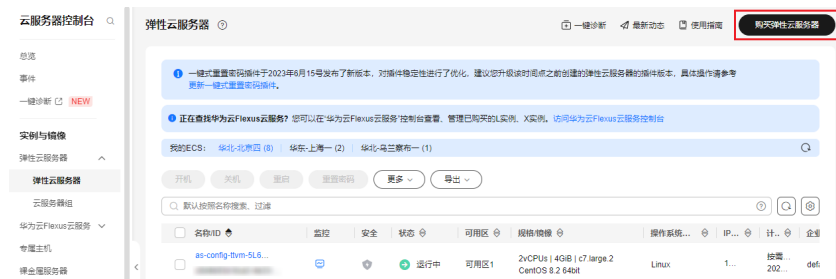 云服务器控制台
弹性云服务器
一键诊断
最新动态
使用指南
购买弹性云服务器
总览
事件
一键诊断 NEW
实例与镜像
弹性云服务器
弹性云服务器
云服务器组
华为云Flexus云服务
专属主机
裸金属服务器
一键式重置密码插件于2023年6月15号发布了新版本，对插件稳定性进行了优化，建议您升级该时间点之前创建的弹性云服务器的插件版本，具体操作请参考
更新一键式重置密码插件。
正在查找华为云Flexus云服务? 您可以在“华为云Flexus云服务”控制台查看、管理已购买的L实例、X实例。访问华为云Flexus云服务控制台
我的ECS： 华北-北京四 (8) 华东-上海一 (2) 华北-乌兰察布一 (1)
开机 关机 重启 重置密码 更多 导出
默认按照名称搜索、过滤
名称/ID 监控 安全 状态 可用区 规格/镜像 操作系统... IP... 计.. 企业
as-config-ttvm-5L6... 运行中 可用区1 2vCPUs | 4GiB | c7.large.2 Linux 1... 按需... defa
CentOS 8.2 64bit 202...